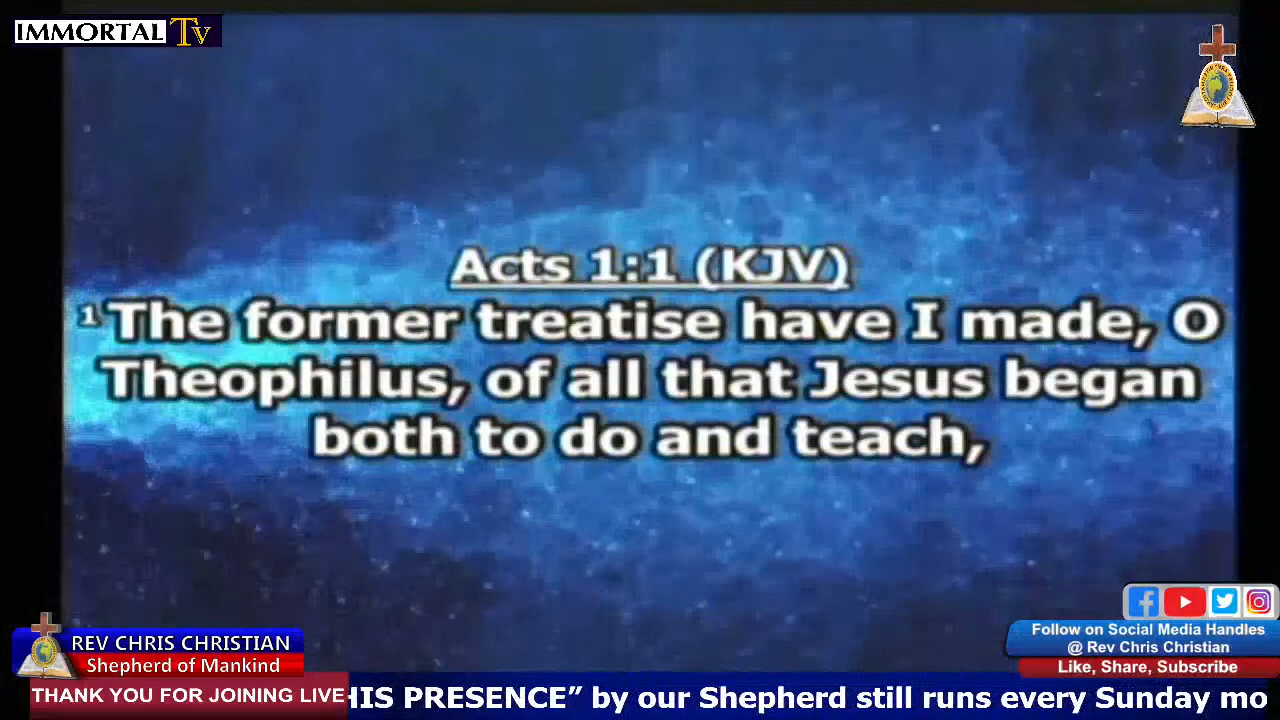 IMMORTAL Tv
Acts 1:1 (KJV)
1 The former treatise have I made, O
Theophilus, of all that Jesus began
both to do and teach,
Follow on Social Media Handles
@ Rev Chris Christian
Like, Share, Subscribe
REV CHRIS CHRISTIAN
Shepherd of Mankind
THANK YOU FOR JOINING LIVE
HIS PRESENCE” by our Shepherd still runs every Sunday mo